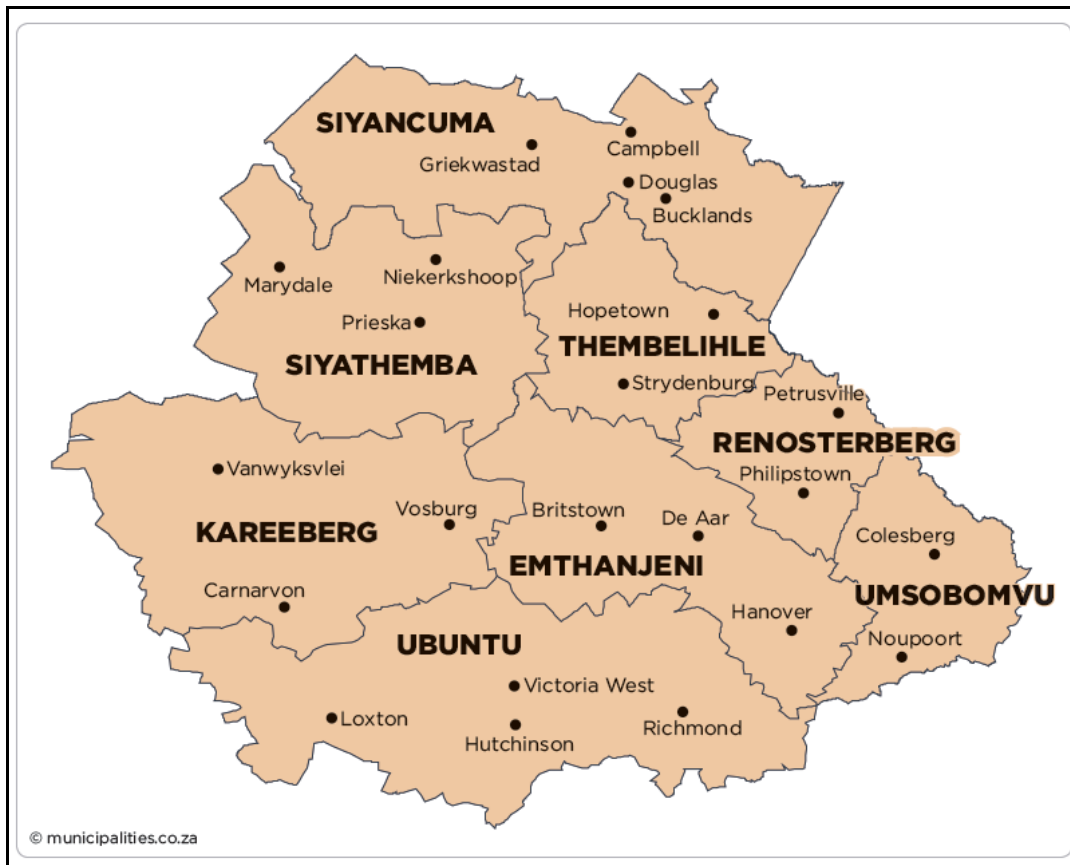 SIYANCUMA
Griekwastad
Campbell
Douglas
Bucklands
Marydale
Niekerkshoop
Prieska
SIYATHEMBA
Hopetown
THEMBELIHLE
Strydenburg
Petrusville
RENOSTERBERG
Philipstown
Vanwyksvlei
Vosburg
KAREEBERG
Carnarvon
Britstown
De Aar
EMTHANJENI
Hanover
Colesberg
UMSOBOMVU
Noupoort
UBUNTU
Victoria West
Loxton
Hutchinson
Richmond
© municipalities.co.za